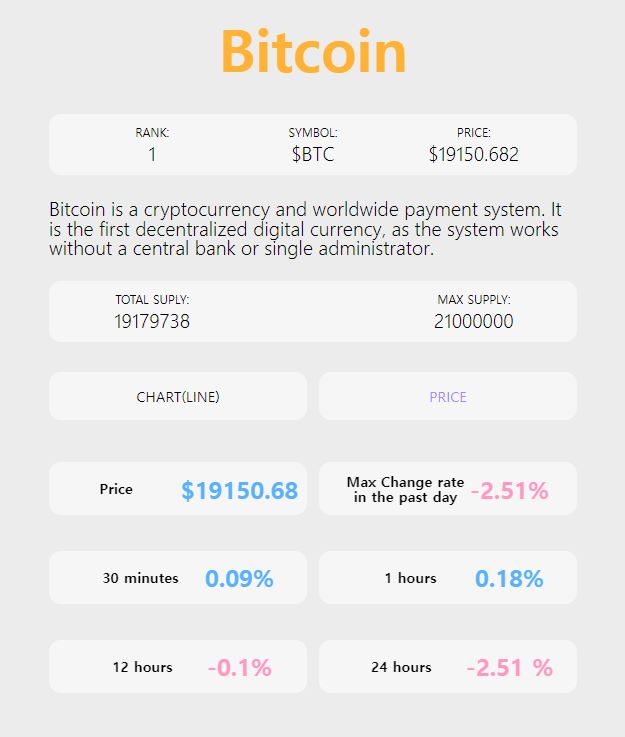 Bitcoin
RANK: SYMBOL: PRICE:
1 $BTC $19150.682
Bitcoin is a cryptocurrency and worldwide payment system. It
is the first decentralized digital currency, as the system works
without a central bank or single administrator.
TOTAL SUPLY: MAX SUPPLY:
19179738 21000000
CHART(LINE) PRICE
Price $19150.68
Max Change rate
in the past day -2.51%
30 minutes 0.09% 1 hours 0.18%
12 hours -0.1% 24 hours -2.51 %